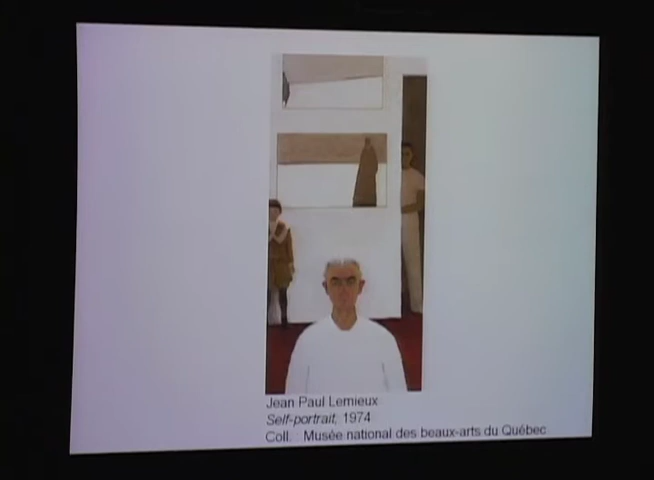 Jean Paul Lemieux
Self-portrait, 1974
Coll. Musée national des beaux-arts du Québec